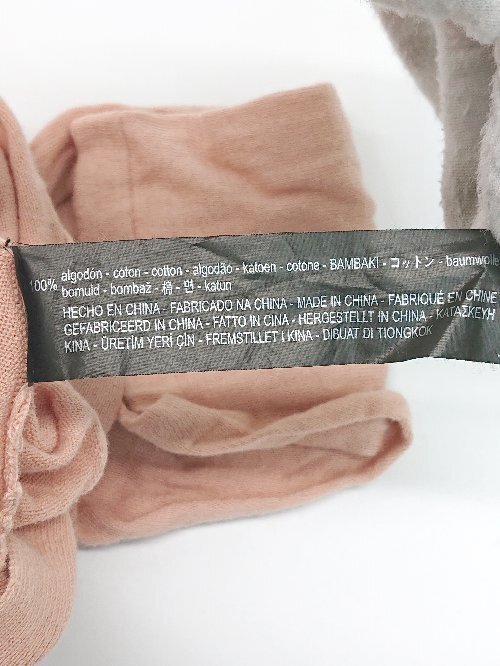 100% algodón - coton - cotton - algodão - katoen - cotone - BAMBAKI - コットン - baumwolle
bomuld - bombaž - 棉 - 면 - katun
HECHO EN CHINA - FABRICADO NA CHINA - MADE IN CHINA - FABRIQUÉ EN CHINE
GEFABRICEERD IN CHINA - FATTO IN CINA - HERGESTELLT IN CHINA - ΚΑΤΑΣΚΕΥΗ
KINA - ÜRETİM YERİ ÇİN - FREMSTILLET I KINA - DIBUAT DI TIONGKOK